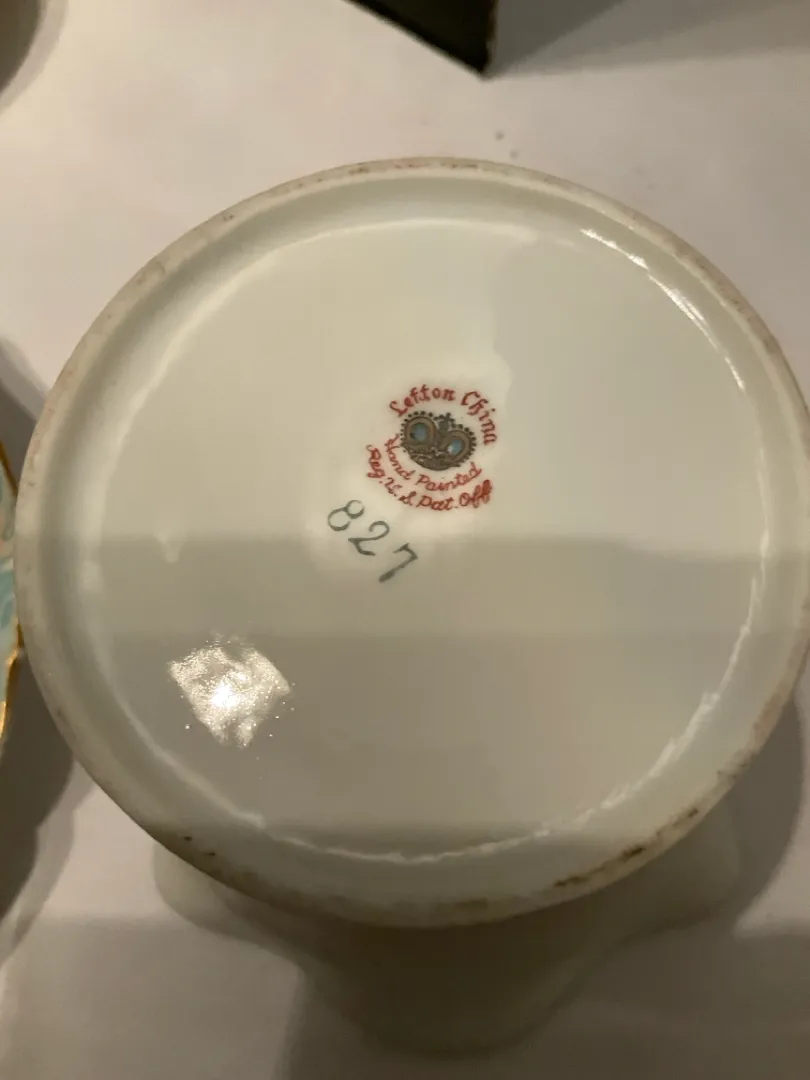 Lefton China
Hand Painted
Reg. U. S. Pat. Off
827